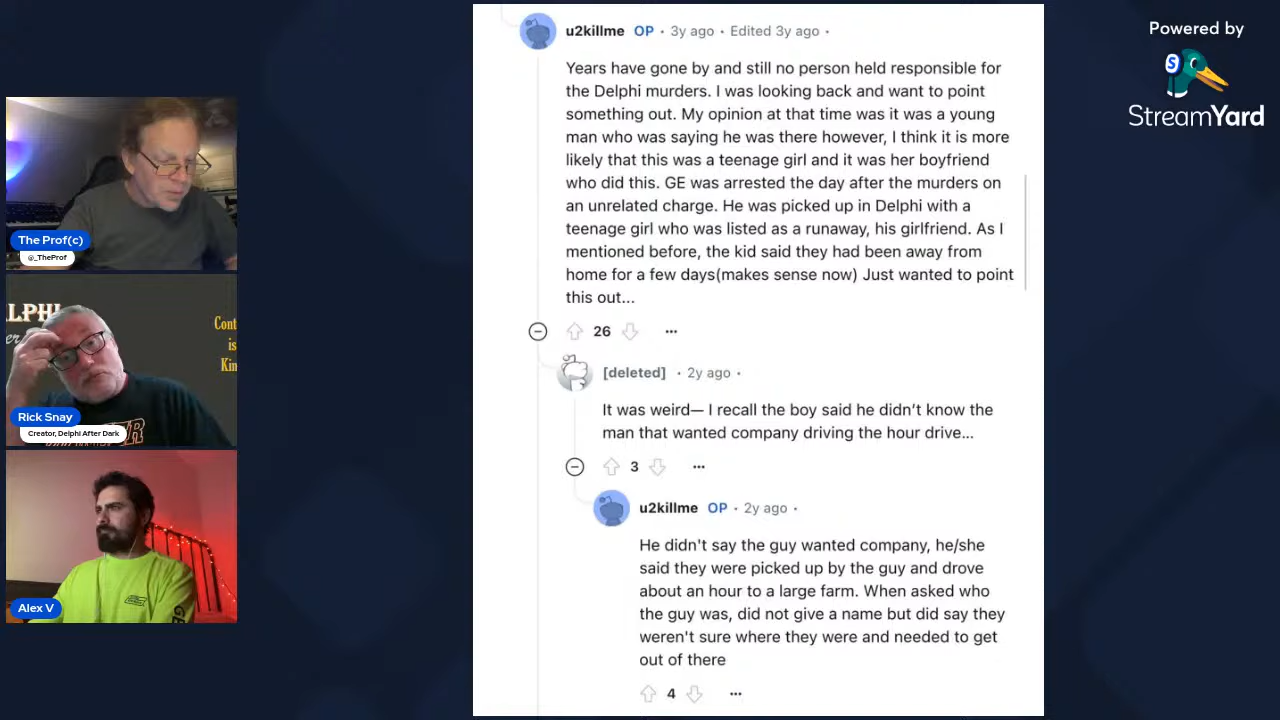 Powered by
S
StreamYard
u2killme OP · 3y ago · Edited 3y ago ·
Years have gone by and still no person held responsible for
the Delphi murders. I was looking back and want to point
something out. My opinion at that time was it was a young
man who was saying he was there however, I think it is more
likely that this was a teenage girl and it was her boyfriend
who did this. GE was arrested the day after the murders on
an unrelated charge. He was picked up in Delphi with a
teenage girl who was listed as a runaway, his girlfriend. As I
mentioned before, the kid said they had been away from
home for a few days(makes sense now) Just wanted to point
this out...
26
[deleted] · 2y ago ·
It was weird— I recall the boy said he didn’t know the
man that wanted company driving the hour drive...
3
u2killme OP · 2y ago ·
He didn't say the guy wanted company, he/she
said they were picked up by the guy and drove
about an hour to a large farm. When asked who
the guy was, did not give a name but did say they
weren't sure where they were and needed to get
out of there
4
The Prof(c)
@_TheProf
LPHI
Cont
is
Kin
Rick Snay
Creator, Delphi After Dark
Alex V